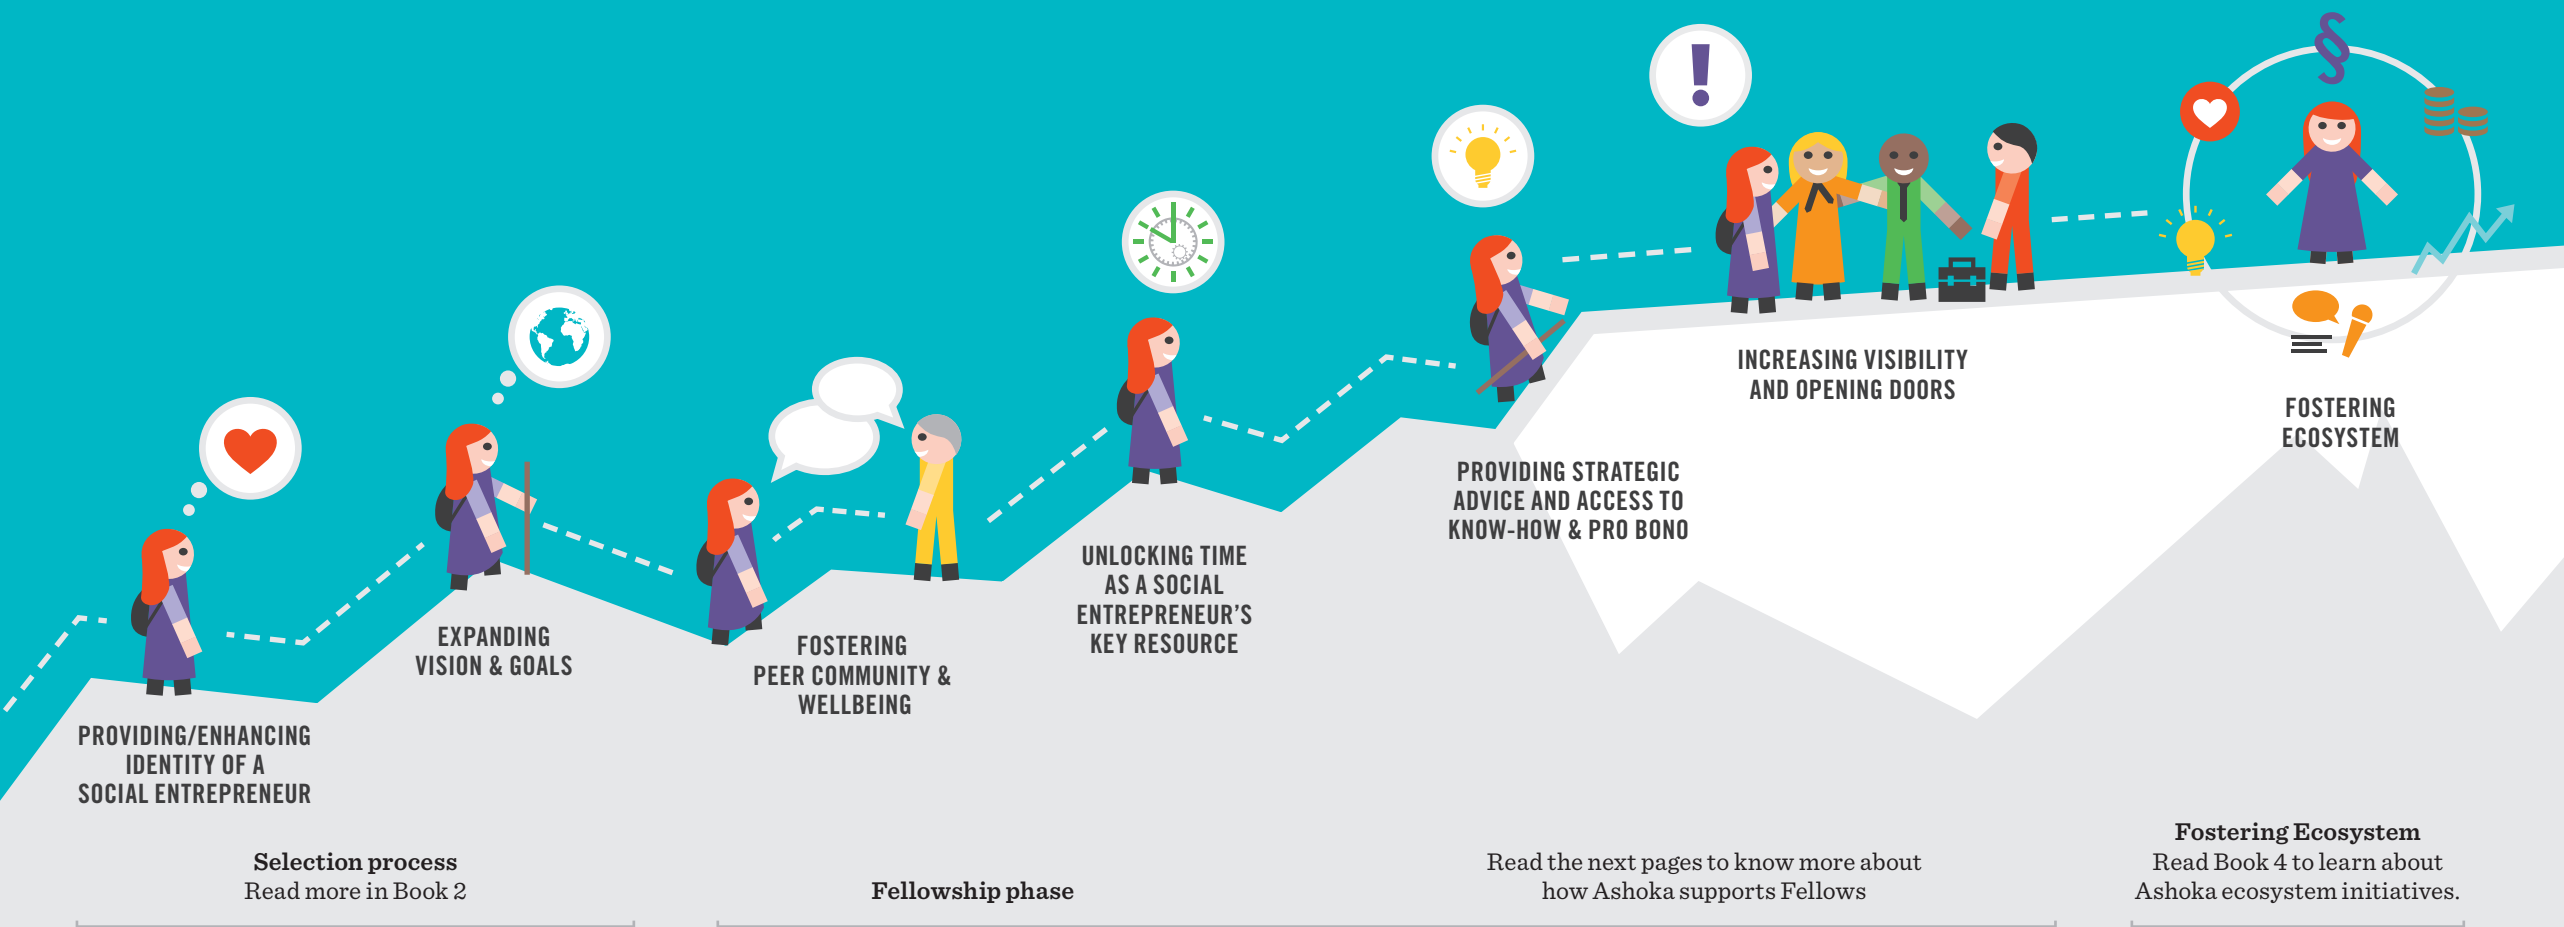 PROVIDING/ENHANCING
IDENTITY OF A
SOCIAL ENTREPRENEUR
EXPANDING
VISION & GOALS
FOSTERING
PEER COMMUNITY &
WELLBEING
UNLOCKING TIME
AS A SOCIAL
ENTREPRENEUR’S
KEY RESOURCE
PROVIDING STRATEGIC
ADVICE AND ACCESS TO
KNOW-HOW & PRO BONO
!
INCREASING VISIBILITY
AND OPENING DOORS
§
FOSTERING
ECOSYSTEM
Selection process
Read more in Book 2
Fellowship phase
Read the next pages to know more about
how Ashoka supports Fellows
Fostering Ecosystem
Read Book 4 to learn about
Ashoka ecosystem initiatives.